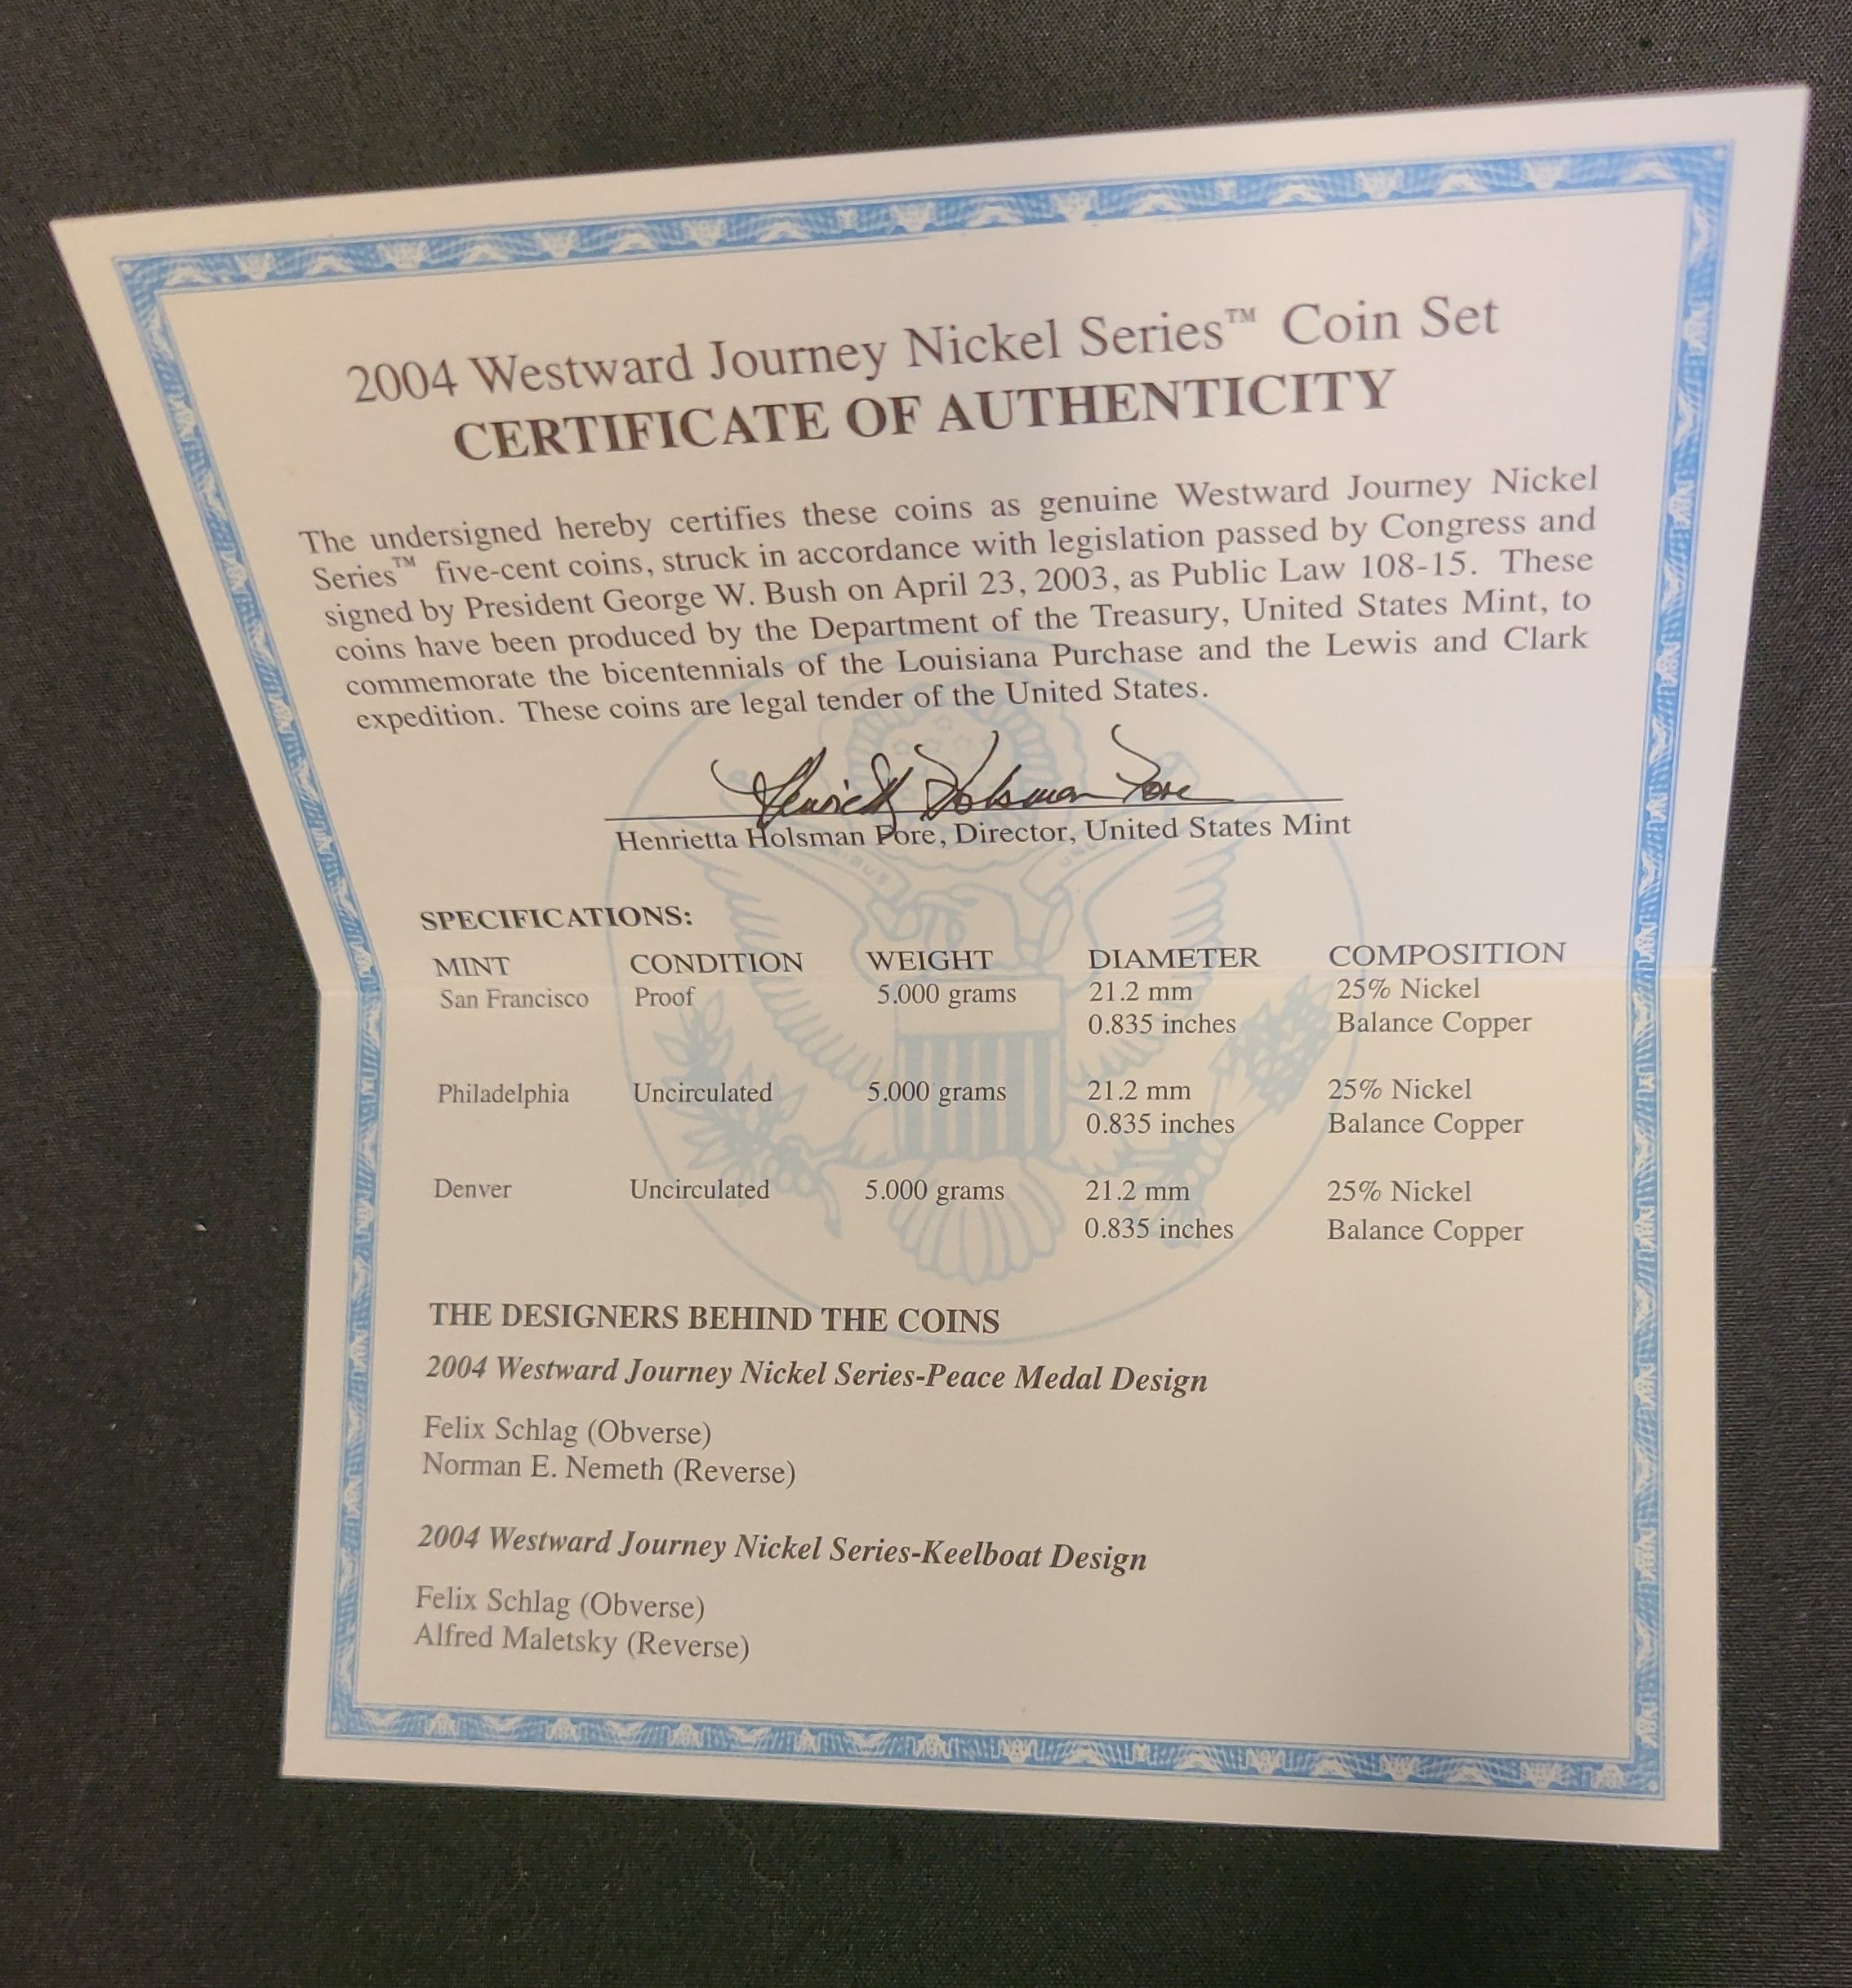 2004 Westward Journey Nickel Series™ Coin Set
CERTIFICATE OF AUTHENTICITY
The undersigned hereby certifies these coins as genuine Westward Journey Nickel
Series™ five-cent coins, struck in accordance with legislation passed by Congress and
signed by President George W. Bush on April 23, 2003, as Public Law 108-15. These
coins have been produced by the Department of the Treasury, United States Mint, to
commemorate the bicentennials of the Louisiana Purchase and the Lewis and Clark
expedition. These coins are legal tender of the United States.
Henrietta Holsman Fore
Henrietta Holsman Fore, Director, United States Mint
SPECIFICATIONS:
MINT CONDITION WEIGHT DIAMETER COMPOSITION
San Francisco Proof 5.000 grams 21.2 mm 25% Nickel
0.835 inches Balance Copper
Philadelphia Uncirculated 5.000 grams 21.2 mm 25% Nickel
0.835 inches Balance Copper
Denver Uncirculated 5.000 grams 21.2 mm 25% Nickel
0.835 inches Balance Copper
THE DESIGNERS BEHIND THE COINS
2004 Westward Journey Nickel Series-Peace Medal Design
Felix Schlag (Obverse)
Norman E. Nemeth (Reverse)
2004 Westward Journey Nickel Series-Keelboat Design
Felix Schlag (Obverse)
Alfred Maletsky (Reverse)